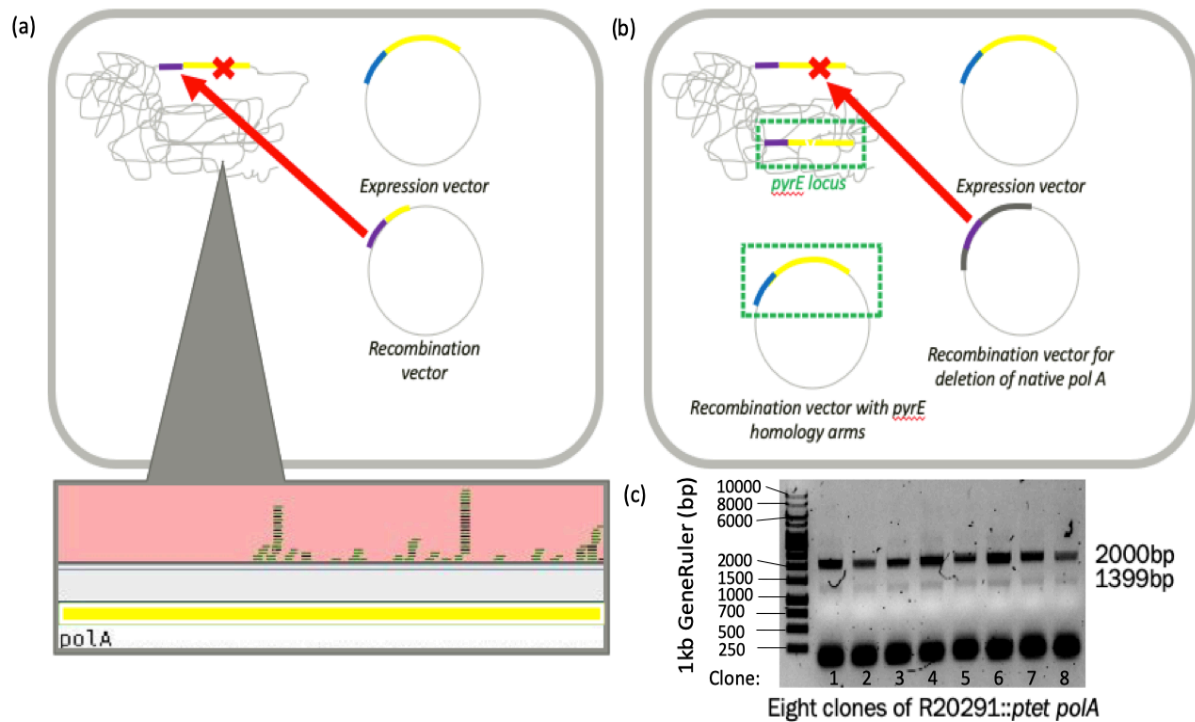 (a)
Expression vector
Recombination
vector
polA
(b)
pyrE locus
Expression vector
Recombination vector with pyrE
homology arms
Recombination vector for
deletion of native pol A
(c)
1kb GeneRuler (bp)
10000
8000
6000
2000
1500
1000
700
500
250
2000bp
1399bp
Clone: 1 2 3 4 5 6 7 8
Eight clones of R20291::ptet polA